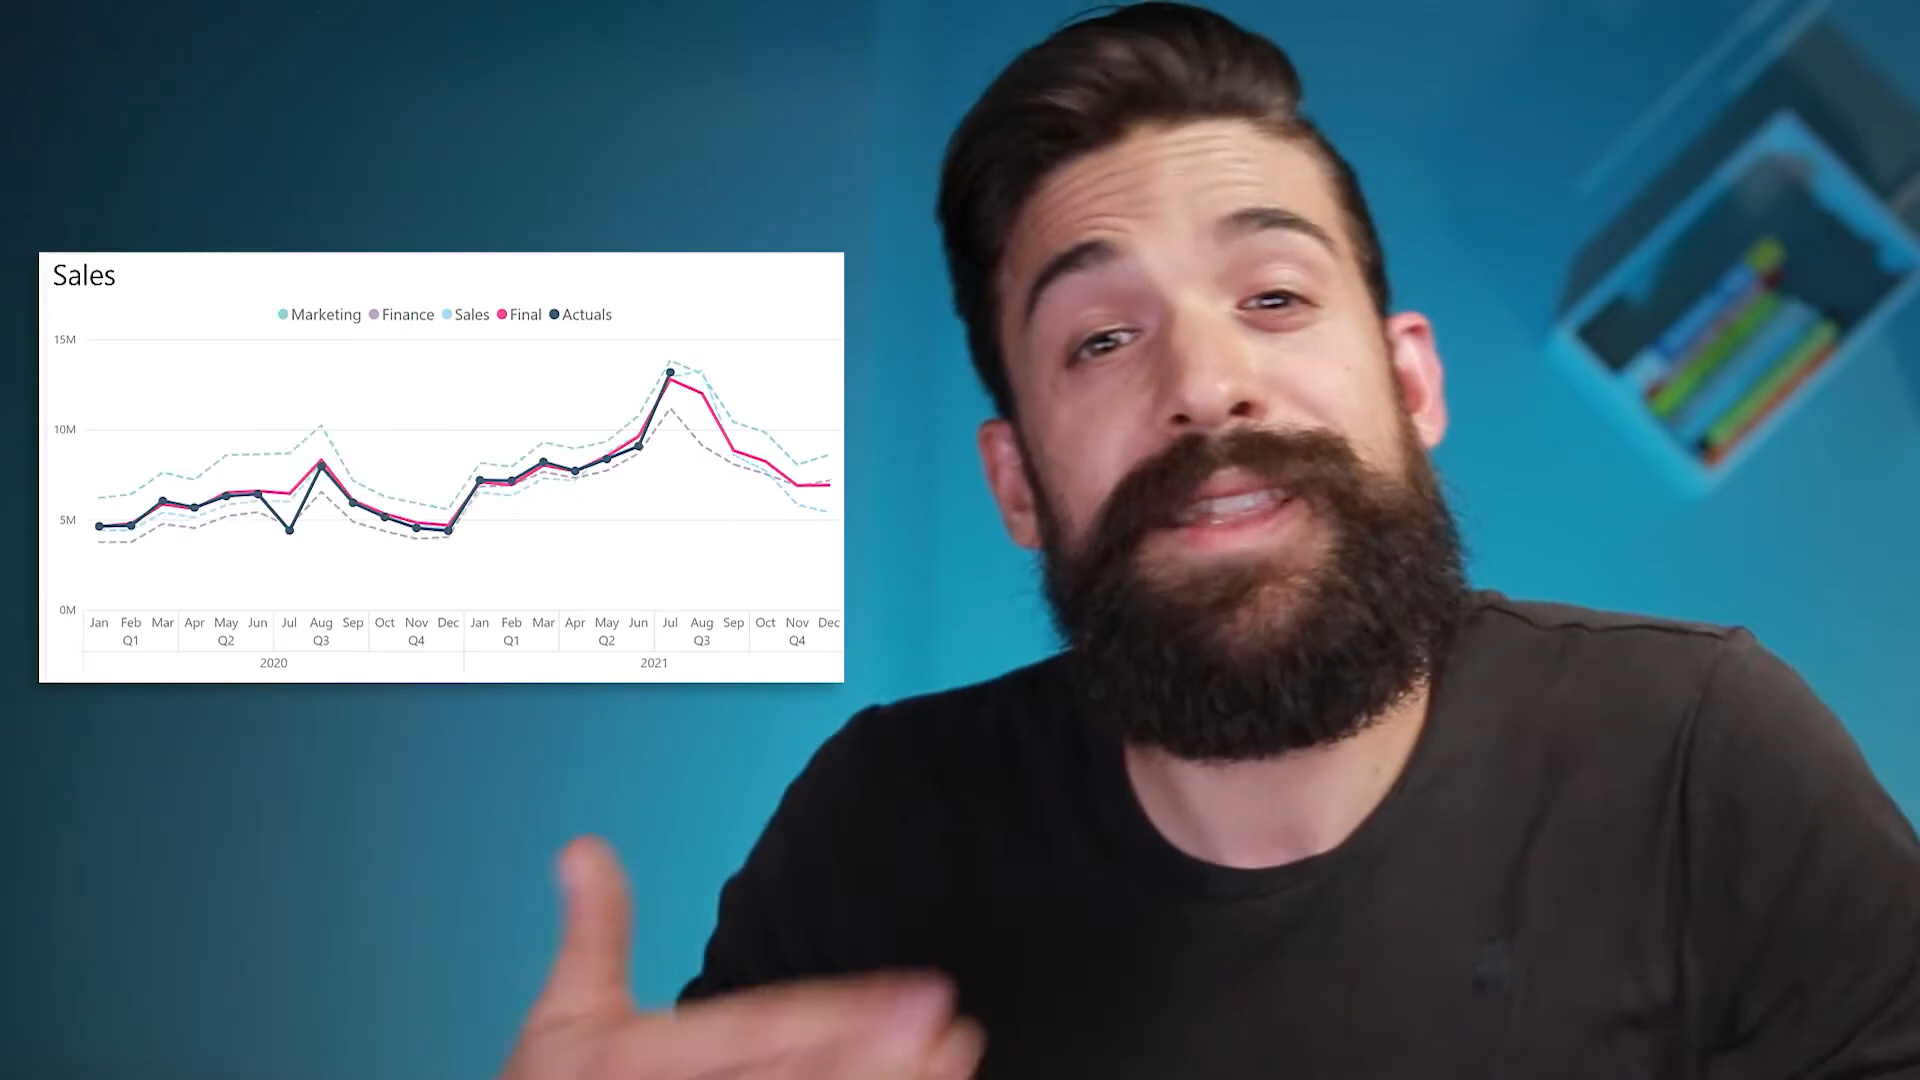 Sales
Marketing Finance Sales Final Actuals
15M
10M
5M
0M
Jan Feb Mar Apr May Jun Jul Aug Sep Oct Nov Dec Jan Feb Mar Apr May Jun Jul Aug Sep Oct Nov Dec
Q1 Q2 Q3 Q4 Q1 Q2 Q3 Q4
2020 2021